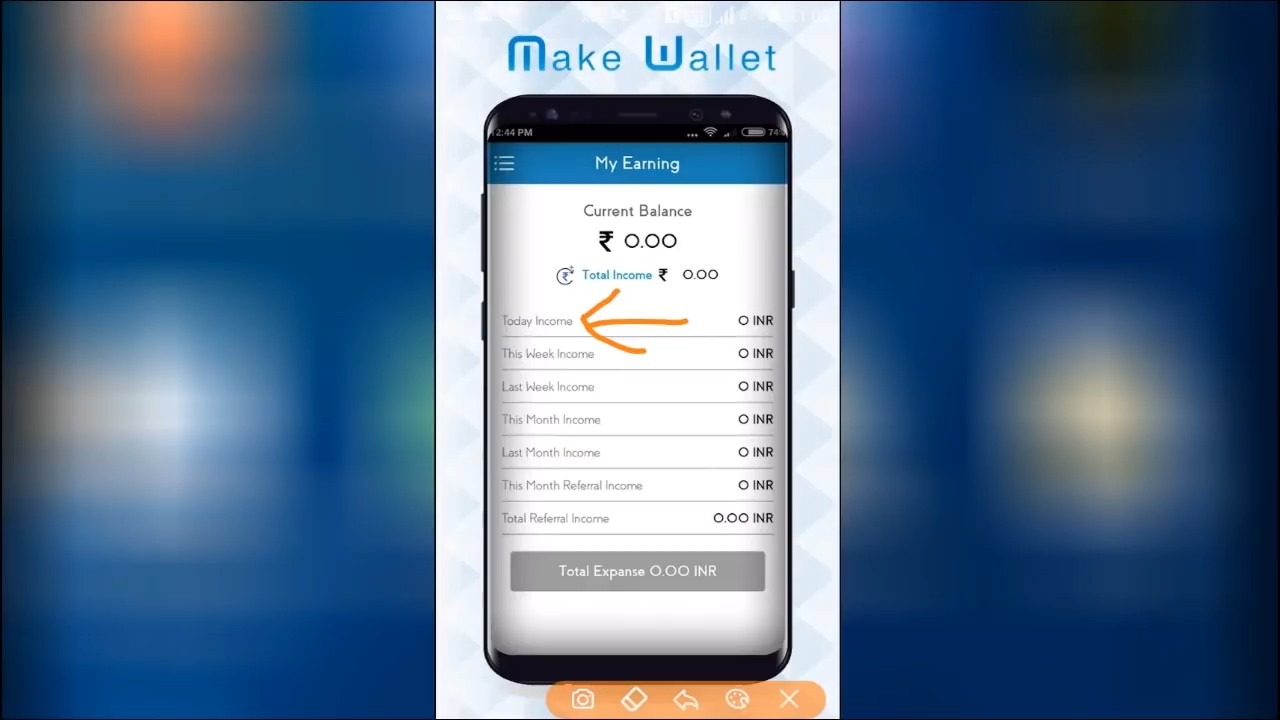 Make Wallet
12:44 PM ... 74%
My Earning
Current Balance
₹ 0.00
Total Income ₹ 0.00
Today Income 0 INR
This Week Income 0 INR
Last Week Income 0 INR
This Month Income 0 INR
Last Month Income 0 INR
This Month Referral Income 0 INR
Total Referral Income 0.00 INR
Total Expanse 0.00 INR